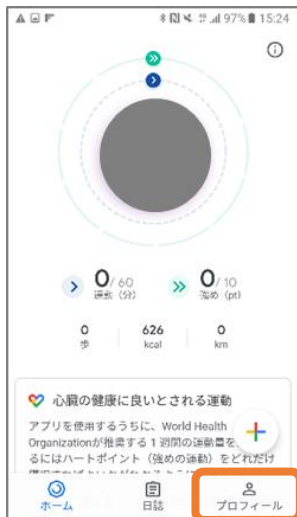 97% 15:24
0/ 60
運動 (分)
0/ 10
強め (pt)
0
歩
626
kcal
0
km
心臓の健康に良いとされる運動
アプリを使用するうちに、World Health
Organizationが推奨する 1 週間の運動量を
るにはハートポイント（強めの運動）をどれだけ
ホーム
日誌
プロフィール